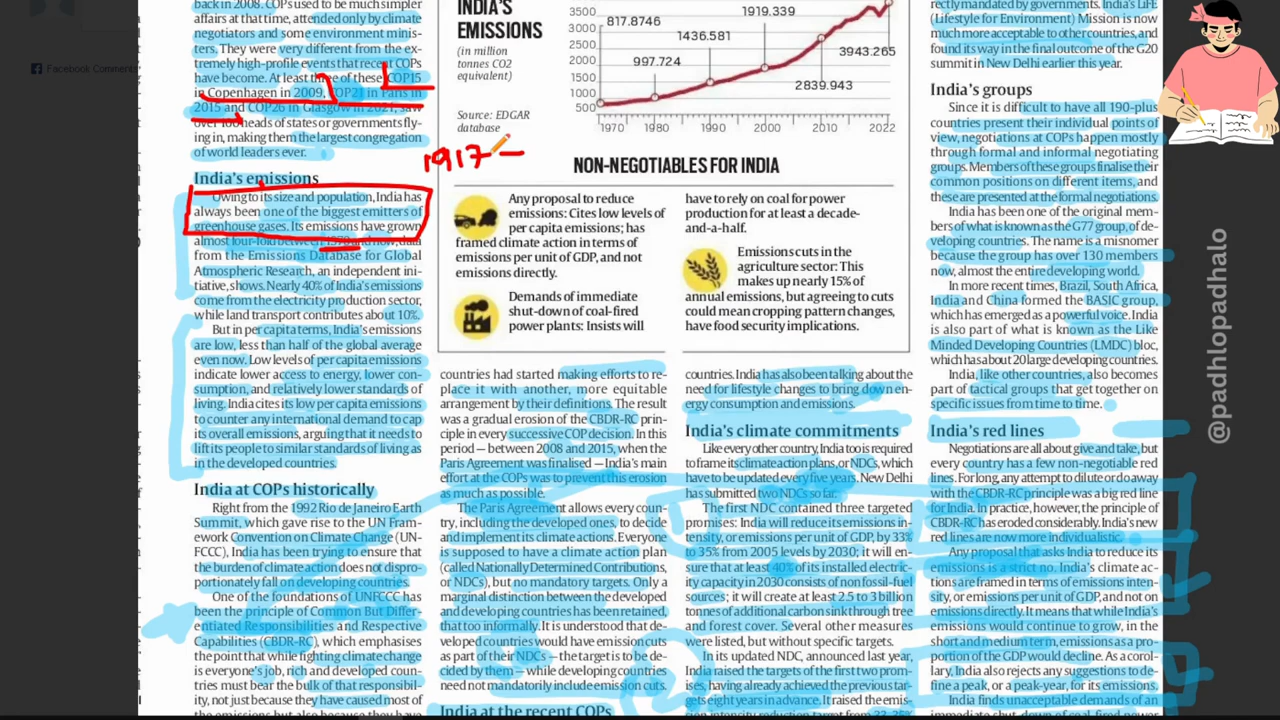 back in 2008. COPs used to be much simpler
affairs at that time, attended only by climate
negotiators and some environment minis-
ters. They were very different from the ex-
tremely high-profile events that recent COPs
have become. At least three of these, COP15
in Copenhagen in 2009, COP21 in Paris in
2015 and COP26 in Glasgow in 2021, saw
over 100 heads of states or governments fly-
ing in, making them the largest congregation
of world leaders ever.
India's emissions
Owing to its size and population, India has
always been one of the biggest emitters of
greenhouse gases. Its emissions have grown
almost four-fold between 1970 and now, data
from the Emissions Database for Global
Atmospheric Research, an independent ini-
tiative, shows. Nearly 40% of India's emissions
come from the electricity production sector,
while land transport contributes about 10%.
But in per capita terms, India's emissions
are low, less than half of the global average
even now. Low levels of per capita emissions
indicate lower access to energy, lower con-
sumption, and relatively lower standards of
living. India cites its low per capita emissions
to counter any international demand to cap
its overall emissions, arguing that it needs to
lift its people to similar standards of living as
in the developed countries.
India at COPs historically
Right from the 1992 Rio de Janeiro Earth
Summit, which gave rise to the UN Fram-
ework Convention on Climate Change (UN-
FCCC), India has been trying to ensure that
the burden of climate action does not dispro-
portionately fall on developing countries.
One of the foundations of UNFCCC has
been the principle of Common But Differ-
entiated Responsibilities and Respective
Capabilities (CBDR-RC), which emphasises
the point that while fighting climate change
is everyone's job, rich and developed coun-
tries must bear the bulk of that responsibil-
ity, not just because they have caused most of
the emissions but also because they have
INDIA'S
EMISSIONS
(in million
tonnes CO2
equivalent)
Source: EDGAR
database
3500
3000
2500
2000
1500
1000
500
817.8746
997.724
1436.581
1919.339
2839.943
3943.265
1970 1980 1990 2000 2010 2022
1917-
NON-NEGOTIABLES FOR INDIA
Any proposal to reduce
emissions: Cites low levels of
per capita emissions; has
framed climate action in terms of
emissions per unit of GDP, and not
emissions directly.
Demands of immediate
shut-down of coal-fired
power plants: Insists will
have to rely on coal for power
production for at least a decade-
and-a-half.
Emissions cuts in the
agriculture sector: This
makes up nearly 15% of
annual emissions, but agreeing to cuts
could mean cropping pattern changes,
have food security implications.
countries had started making efforts to re-
place it with another, more equitable
arrangement by their definitions. The result
was a gradual erosion of the CBDR-RC prin-
ciple in every successive COP decision. In this
period — between 2008 and 2015, when the
Paris Agreement was finalised — India's main
effort at the COPs was to prevent this erosion
as much as possible.
The Paris Agreement allows every coun-
try, including the developed ones, to decide
and implement its climate actions. Everyone
is supposed to have a climate action plan
(called Nationally Determined Contributions,
or NDCs), but no mandatory targets. Only a
marginal distinction between the developed
and developing countries has been retained,
that too informally. It is understood that de-
veloped countries would have emission cuts
as part of their NDCs — the target is to be de-
cided by them — while developing countries
need not mandatorily include emission cuts.
India at the recent COPs
countries. India has also been talking about the
need for lifestyle changes to bring down en-
ergy consumption and emissions.
India's climate commitments
Like every other country, India too is required
to frame its climate action plans, or NDCs, which
have to be updated every five years. New Delhi
has submitted two NDCs so far.
The first NDC contained three targeted
promises: India will reduce its emissions in-
tensity, or emissions per unit of GDP, by 33%
to 35% from 2005 levels by 2030; it will en-
sure that at least 40% of its installed electric-
ity capacity in 2030 consists of non fossil-fuel
sources; it will create at least 2.5 to 3 billion
tonnes of additional carbon sink through tree
and forest cover. Several other measures
were listed, but without specific targets.
In its updated NDC, announced last year,
India raised the targets of the first two prom-
ises, having already achieved the previous tar-
gets eight years in advance. It raised the emis-
sion intensity reduction target from 33-35%
rectly mandated by governments. India's LiFE
(Lifestyle for Environment) Mission is now
much more acceptable to other countries, and
found its way in the final outcome of the G20
summit in New Delhi earlier this year.
India's groups
Since it is difficult to have all 190-plus
countries present their individual points of
view, negotiations at COPs happen mostly
through formal and informal negotiating
groups. Members of these groups finalise their
common positions on different items, and
these are presented at the formal negotiations.
India has been one of the original mem-
bers of what is known as the G77 group, of de-
veloping countries. The name is a misnomer
because the group has over 130 members
now, almost the entire developing world.
In more recent times, Brazil, South Africa,
India and China formed the BASIC group,
which has emerged as a powerful voice. India
is also part of what is known as the Like
Minded Developing Countries (LMDC) bloc,
which has about 20 large developing countries.
India, like other countries, also becomes
part of tactical groups that get together on
specific issues from time to time.
India's red lines
Negotiations are all about give and take, but
every country has a few non-negotiable red
lines. For long, any attempt to dilute or do away
with the CBDR-RC principle was a big red line
for India. In practice, however, the principle of
CBDR-RC has eroded considerably. India's new
red lines are now more individualistic.
Any proposal that asks India to reduce its
emissions is a strict no. India's climate ac-
tions are framed in terms of emissions inten-
sity, or emissions per unit of GDP, and not on
emissions directly. It means that while India's
emissions would continue to grow, in the
short and medium term, emissions as a pro-
portion of the GDP would decline. As a corol-
lary, India also rejects any suggestions to de-
fine a peak, or a peak-year, for its emissions.
India finds unacceptable demands of an
immediate shut-down of coal-fired power
Facebook Comments
@padhlopadhalo